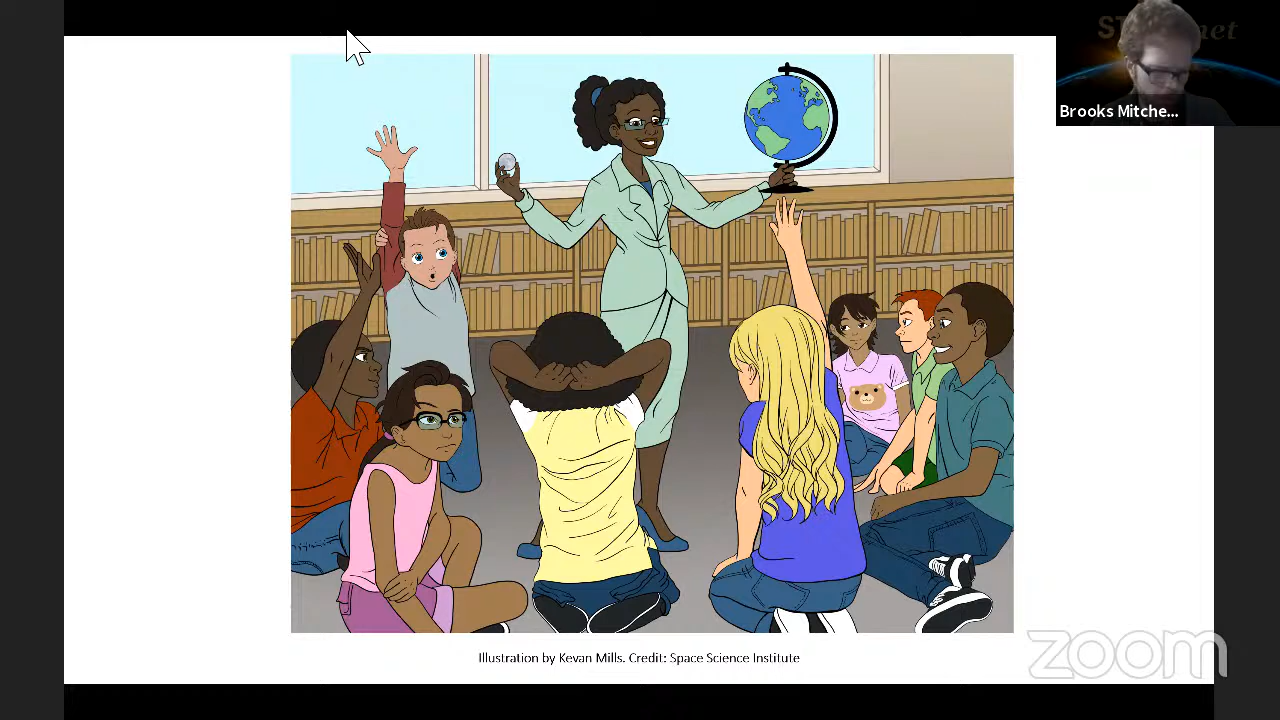 Brooks Mitche...
Illustration by Kevan Mills. Credit: Space Science Institute
zoom